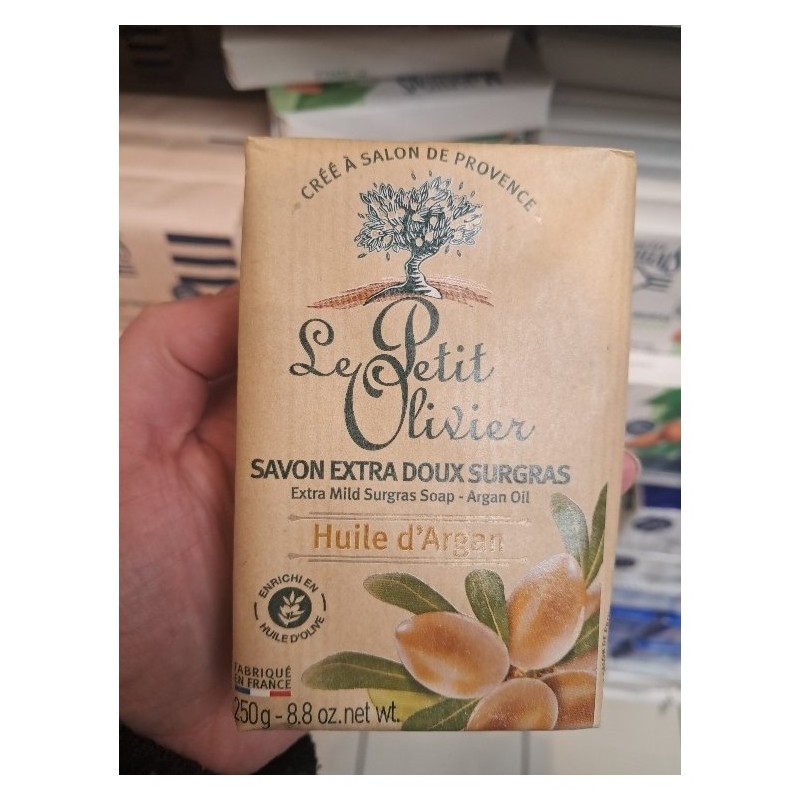 CRÉÉ À SALON DE PROVENCE
Le Petit
Olivier
SAVON EXTRA DOUX SURGRAS
Extra Mild Surgras Soap - Argan Oil
Huile d'Argan
ENRICHI EN
HUILE D'OLIVE
FABRIQUÉ
EN FRANCE
250g - 8.8 oz.net wt.